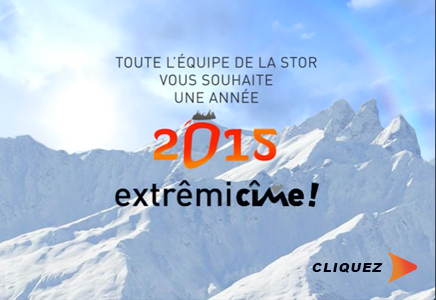 TOUTE L'ÉQUIPE DE LA STOR
VOUS SOUHAITE
UNE ANNÉE
2015
extrêmicîme!
CLIQUEZ